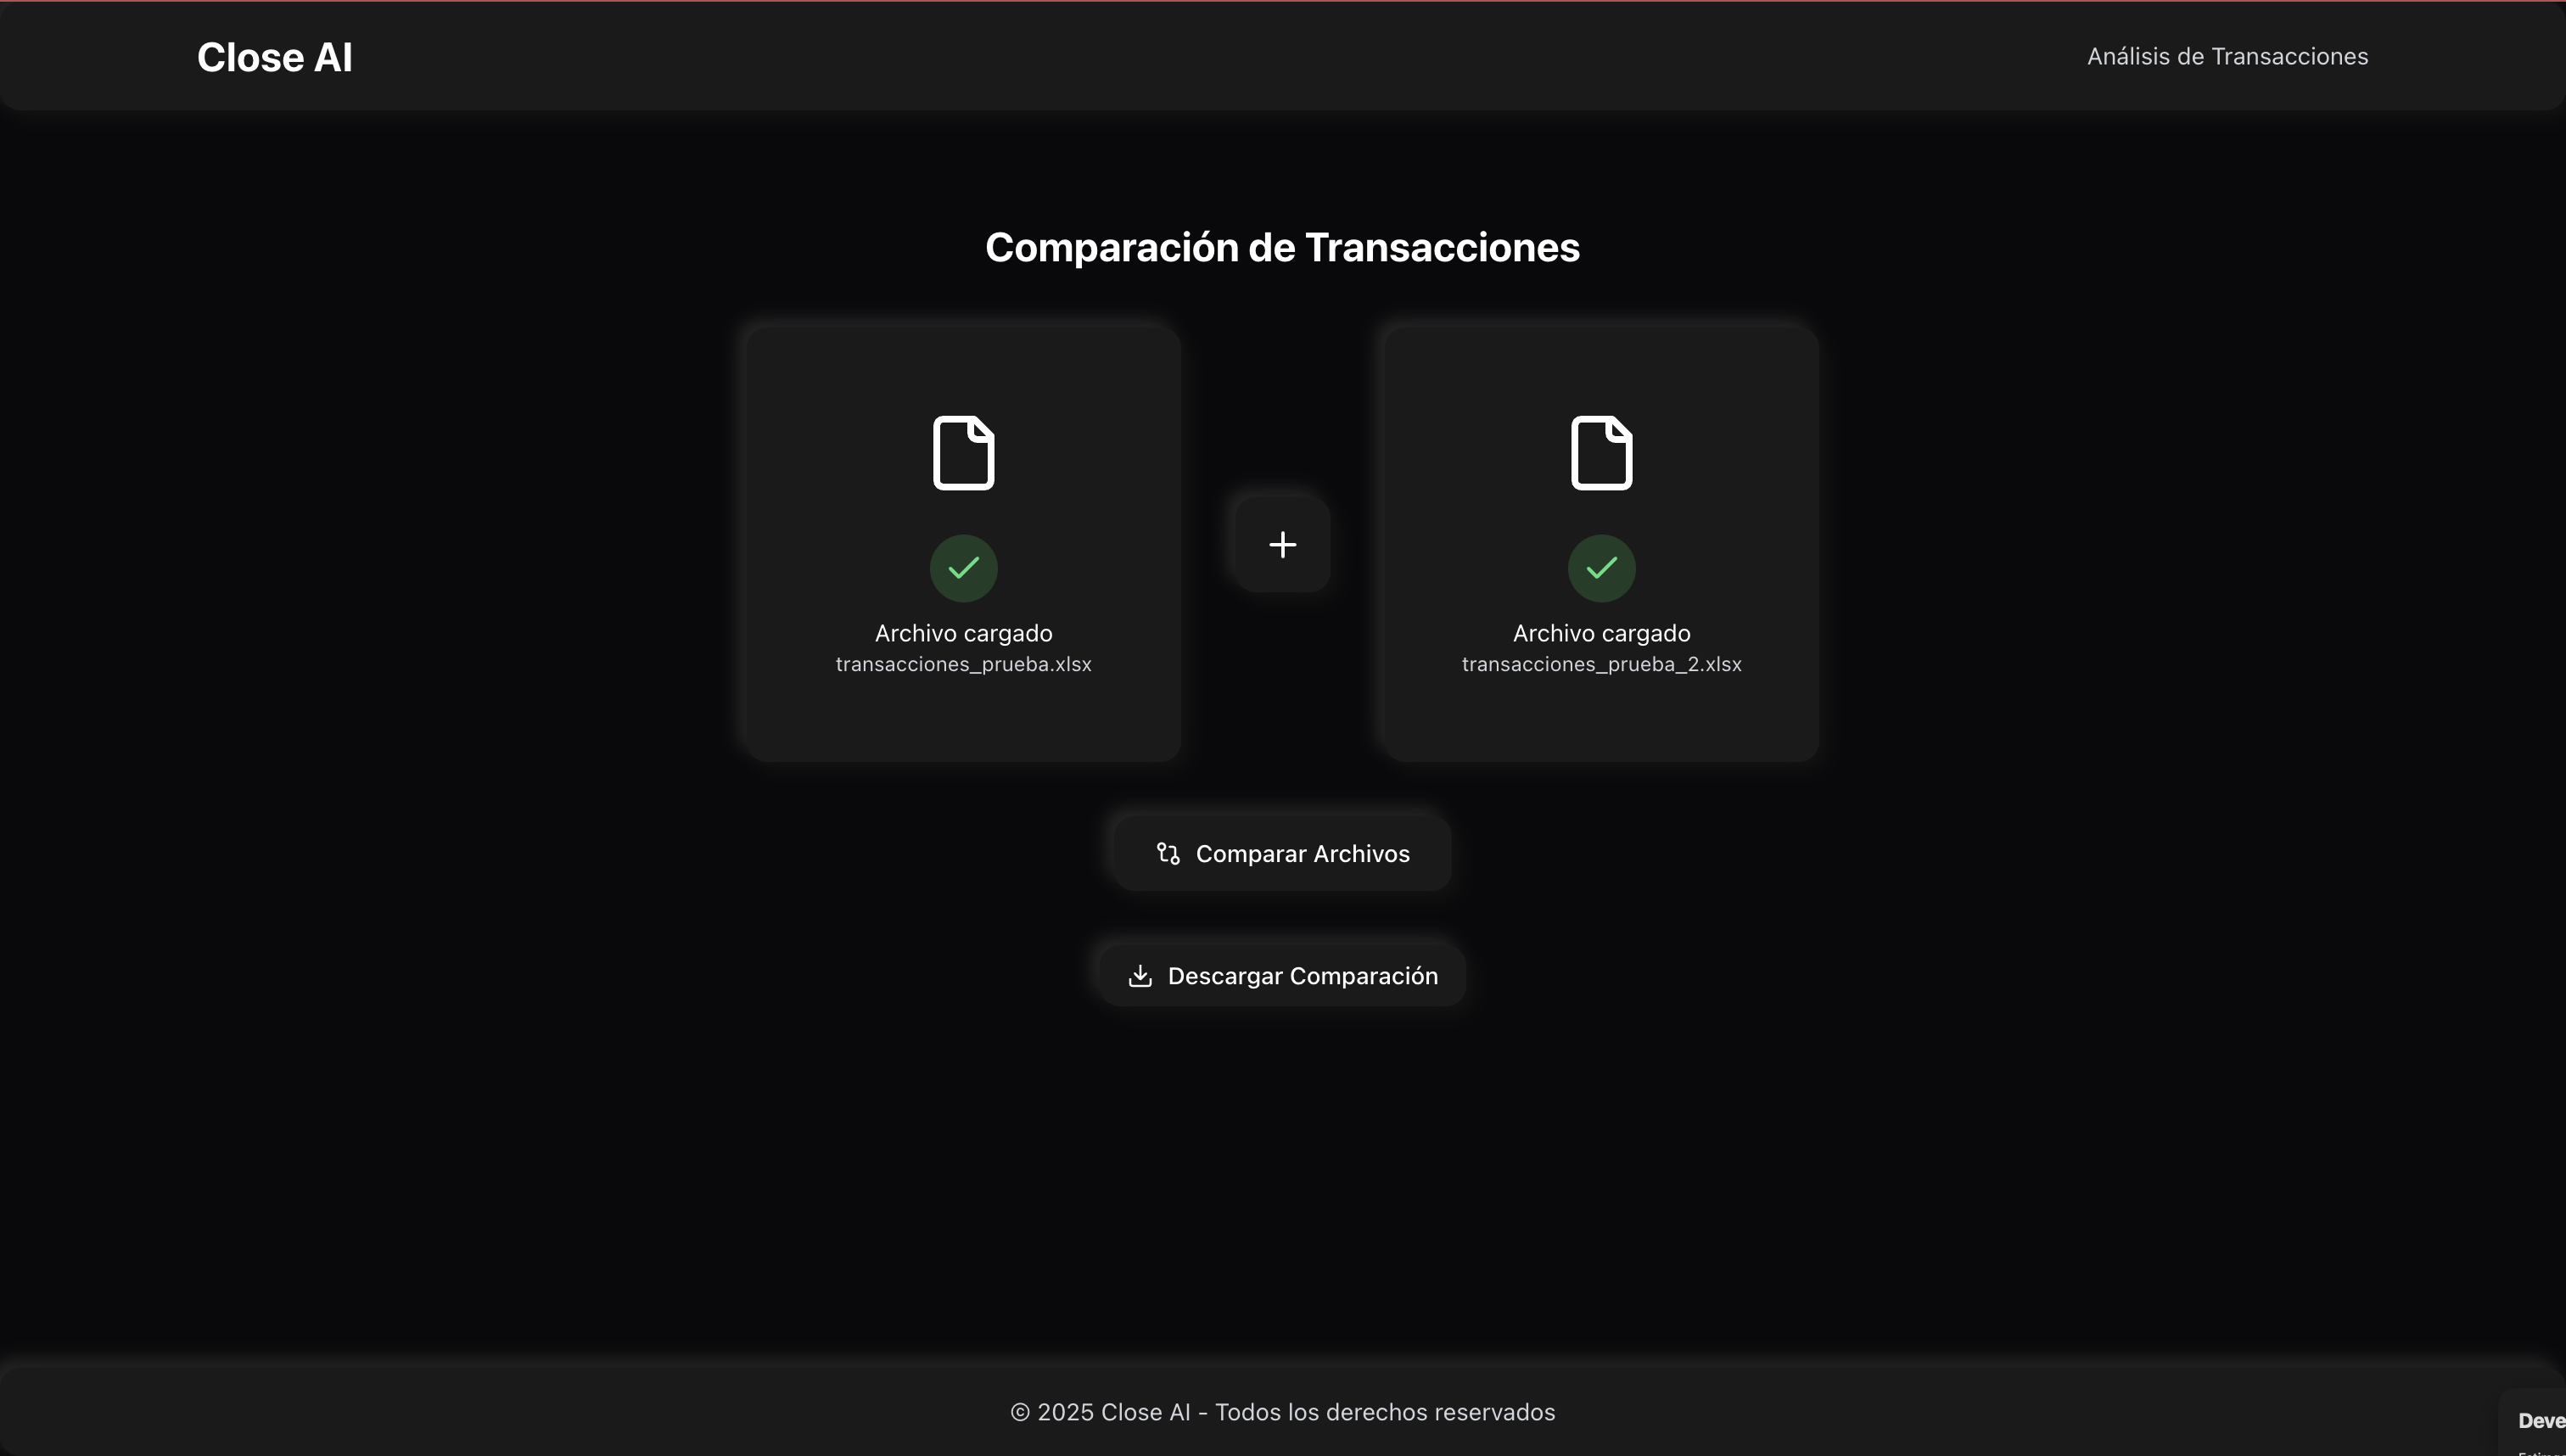 Close AI
Análisis de Transacciones
Comparación de Transacciones
Archivo cargado
transacciones_prueba.xlsx
Archivo cargado
transacciones_prueba_2.xlsx
Comparar Archivos
Descargar Comparación
© 2025 Close AI - Todos los derechos reservados